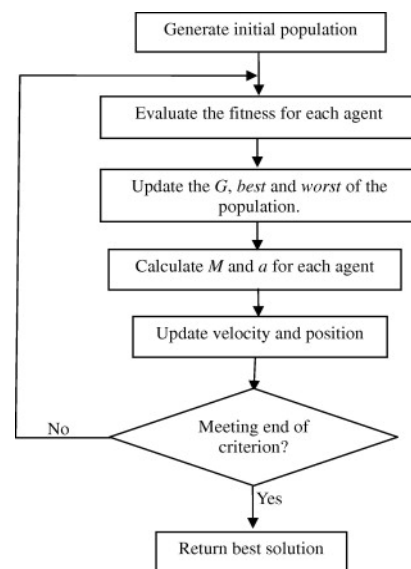 Generate initial population
Evaluate the fitness for each agent
Update the G, best and worst of the
population.
Calculate M and a for each agent
Update velocity and position
Meeting end of
criterion?
No
Yes
Return best solution